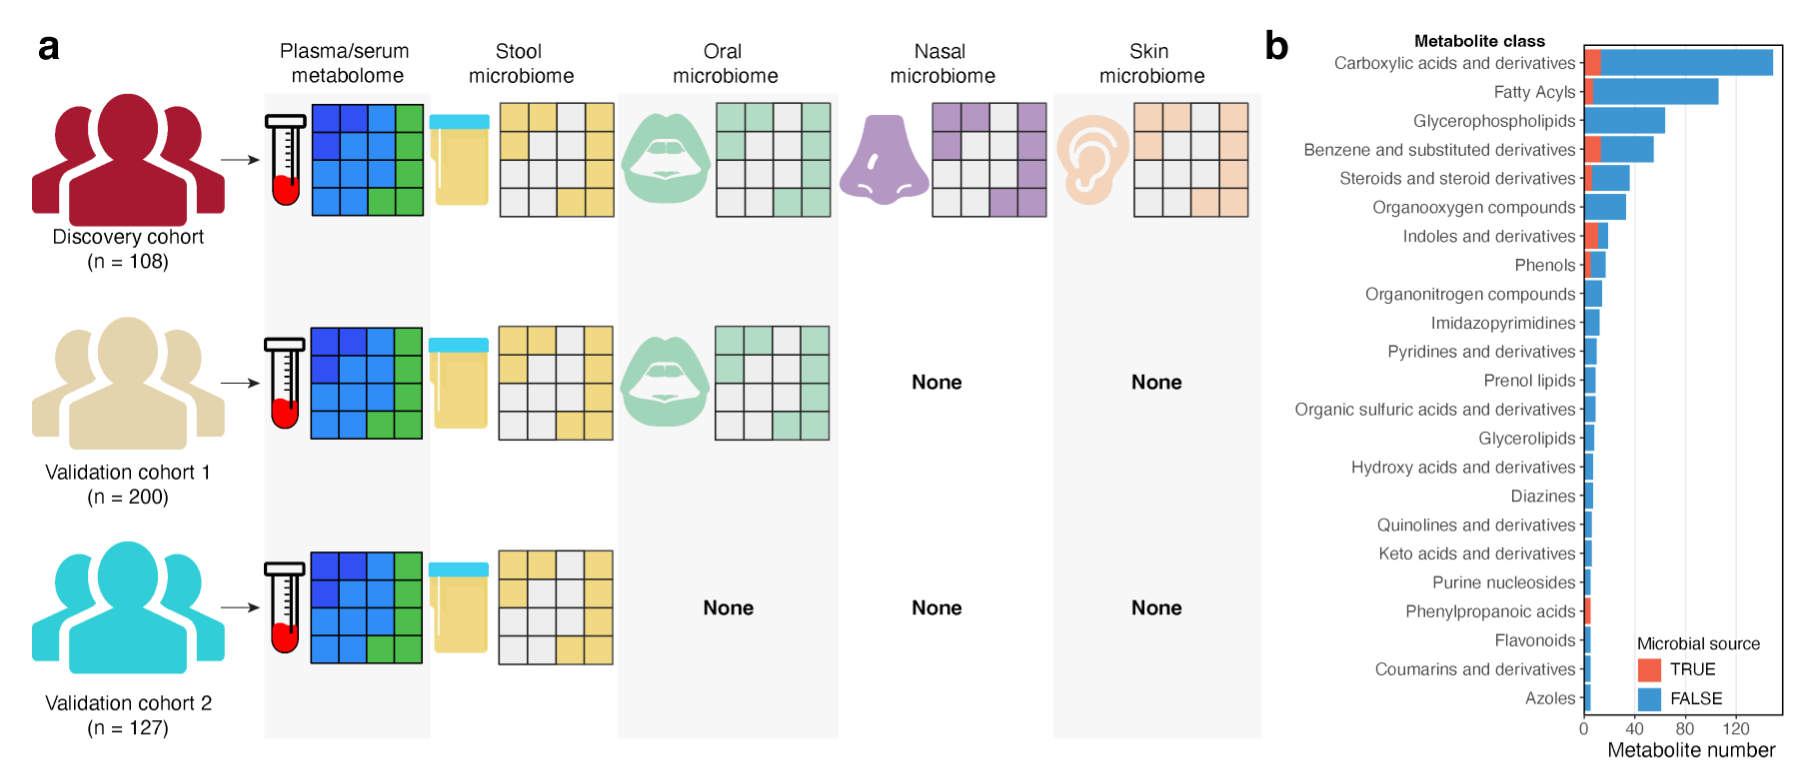 a
Plasma/serum
metabolome
Stool
microbiome
Oral
microbiome
Nasal
microbiome
Skin
microbiome
Discovery cohort
(n = 108)
Validation cohort 1
(n = 200)
None
None
Validation cohort 2
(n = 127)
None
None
None
b
Metabolite class
Carboxylic acids and derivatives
Fatty Acyls
Glycerophospholipids
Benzene and substituted derivatives
Steroids and steroid derivatives
Organooxygen compounds
Indoles and derivatives
Phenols
Organonitrogen compounds
Imidazopyrimidines
Pyridines and derivatives
Prenol lipids
Organic sulfuric acids and derivatives
Glycerolipids
Hydroxy acids and derivatives
Diazines
Quinolines and derivatives
Keto acids and derivatives
Purine nucleosides
Phenylpropanoic acids
Flavonoids
Coumarins and derivatives
Azoles
Microbial source
TRUE
FALSE
0 40 80 120
Metabolite number